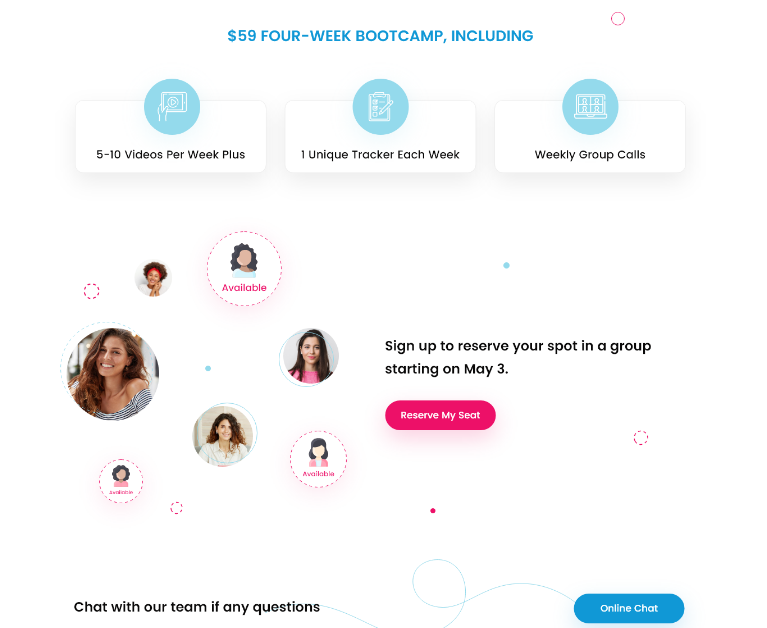 $59 FOUR-WEEK BOOTCAMP, INCLUDING
5-10 Videos Per Week Plus
1 Unique Tracker Each Week
Weekly Group Calls
Available
Sign up to reserve your spot in a group
starting on May 3.
Reserve My Seat
Available
Available
Chat with our team if any questions
Online Chat